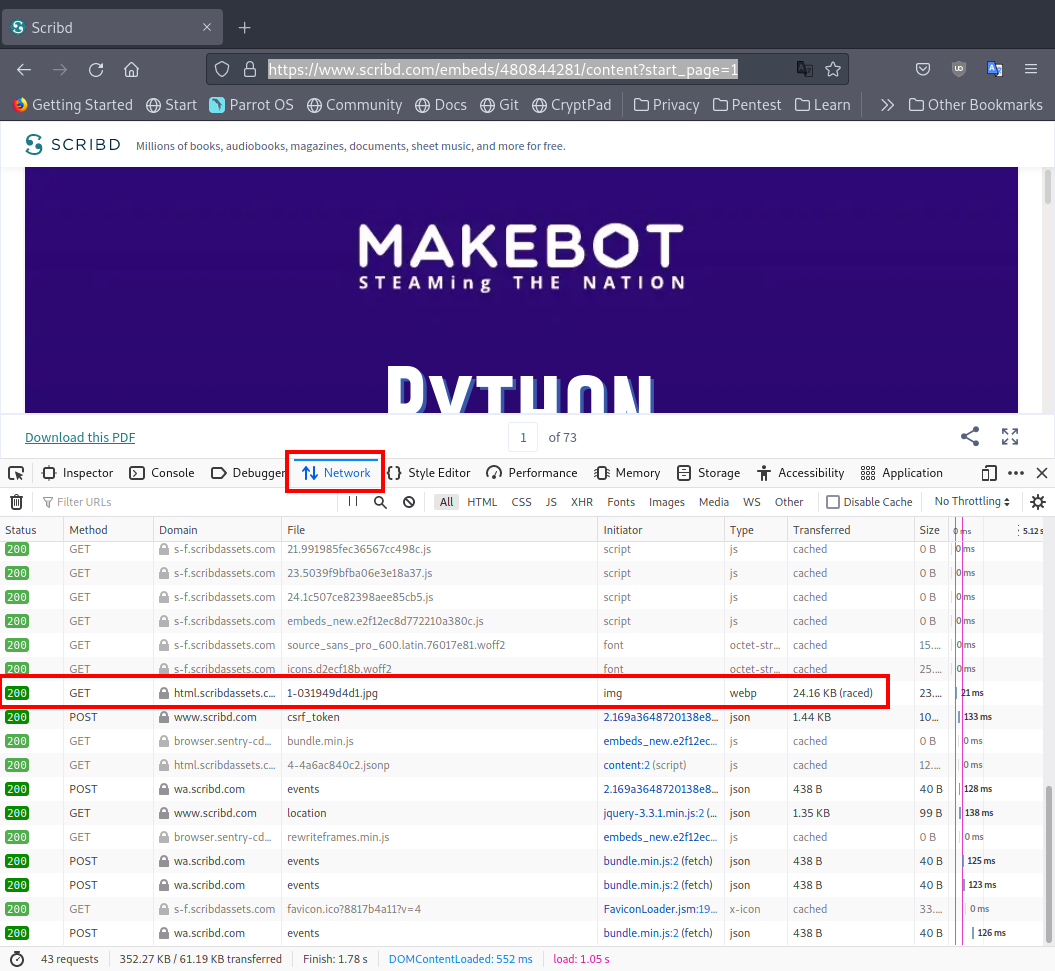 Scribd
https://www.scribd.com/embeds/480844281/content?start_page=1
Getting Started Start Parrot OS Community Docs Git CryptPad Privacy Pentest Learn Other Bookmarks
SCRIBD Millions of books, audiobooks, magazines, documents, sheet music, and more for free.
MAKEBOT
STEAMing THE NATION
PYTHON
Download this PDF 1 of 73
Inspector Console Debugger Network Style Editor Performance Memory Storage Accessibility Application
Filter URLs All HTML CSS JS XHR Fonts Images Media WS Other Disable Cache No Throttling
Status Method Domain File Initiator Type Transferred Size 0 ms 5.12 s
200 GET s-f.scribdassets.com 21.991985fec36567cc498c.js script js cached 0 B 0 ms
200 GET s-f.scribdassets.com 23.5039f9bfba06e3e18a37.js script js cached 0 B 0 ms
200 GET s-f.scribdassets.com 24.1c507ce82398aee85cb5.js script js cached 0 B 0 ms
200 GET s-f.scribdassets.com embeds_new.e2f12ec8d772210a380c.js script js cached 0 B 0 ms
200 GET s-f.scribdassets.com source_sans_pro_600.latin.76017e81.woff2 font octet-str... cached 15.... 0 ms
200 GET s-f.scribdassets.com icons.d2ecf18b.woff2 font octet-str... cached 25.... 0 ms
200 GET html.scribdassets.c... 1-031949d4d1.jpg img webp 24.16 KB (raced) 23.... 21 ms
200 POST www.scribd.com csrf_token 2.169a3648720138e8... json 1.44 KB 10... 133 ms
200 GET browser.sentry-cd... bundle.min.js embeds_new.e2f12ec... js cached 0 B 0 ms
200 GET html.scribdassets.c... 4-4a6ac840c2.jsonp content:2 (script) js cached 12.... 0 ms
200 POST wa.scribd.com events 2.169a3648720138e8... json 438 B 40 B 128 ms
200 GET www.scribd.com location jquery-3.3.1.min.js:2 (... json 1.35 KB 99 B 138 ms
200 GET browser.sentry-cd... rewriteframes.min.js embeds_new.e2f12ec... js cached 0 B 0 ms
200 POST wa.scribd.com events bundle.min.js:2 (fetch) json 438 B 40 B 125 ms
200 POST wa.scribd.com events bundle.min.js:2 (fetch) json 438 B 40 B 123 ms
200 GET s-f.scribdassets.com favicon.ico?8817b4a11?v=4 FaviconLoader.jsm:19... x-icon cached 33.... 0 ms
200 POST wa.scribd.com events bundle.min.js:2 (fetch) json 438 B 40 B 126 ms
43 requests 352.27 KB / 61.19 KB transferred Finish: 1.78 s DOMContentLoaded: 552 ms load: 1.05 s